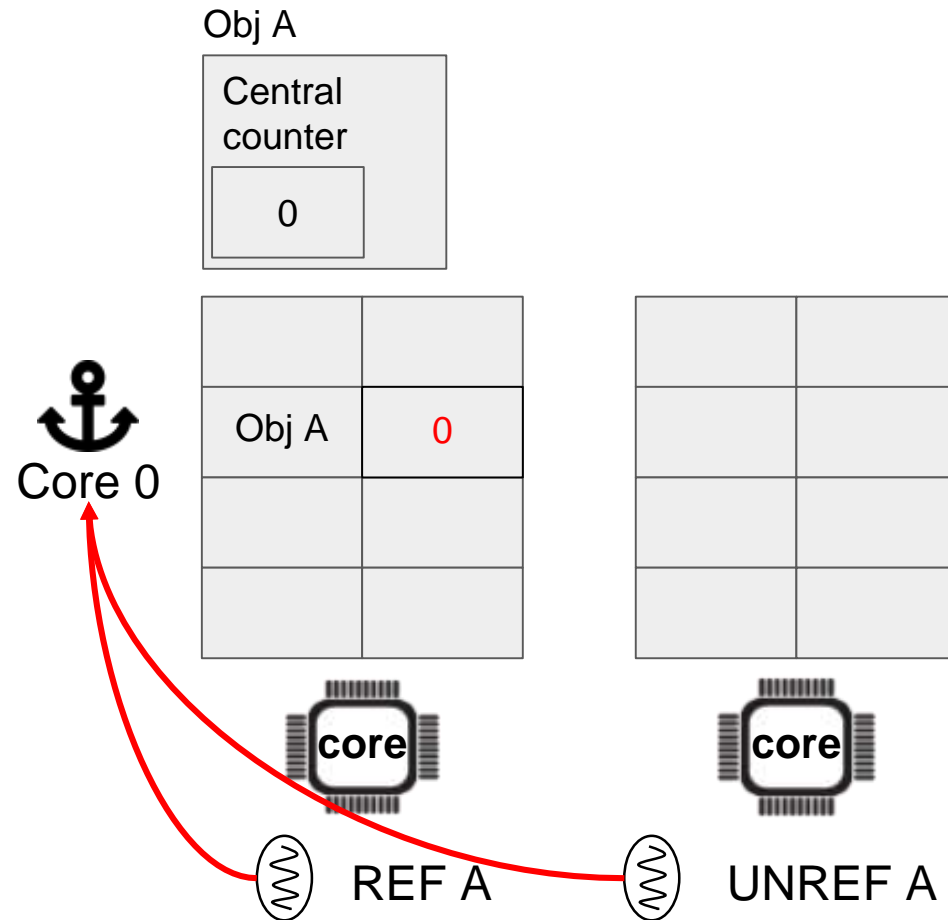 Obj A
Central
counter
0
Obj A
0
Core 0
core
core
REF A
UNREF A